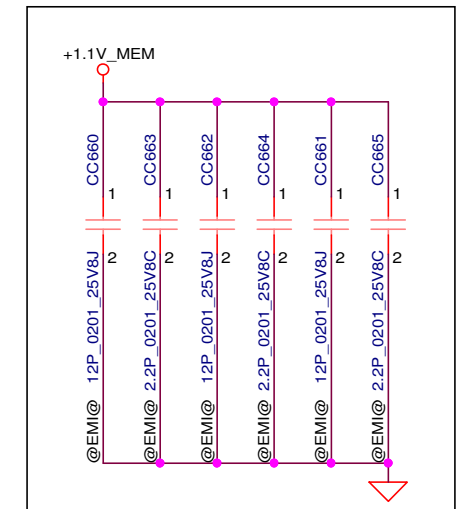 +1.1V_MEM
CC660
CC663
CC662
CC664
CC661
CC665
1
1
1
1
1
1
2
2
2
2
2
2
12P_0201_25V8J
2.2P_0201_25V8C
12P_0201_25V8J
2.2P_0201_25V8C
12P_0201_25V8J
2.2P_0201_25V8C
@EMI@
@EMI@
@EMI@
@EMI@
@EMI@
@EMI@